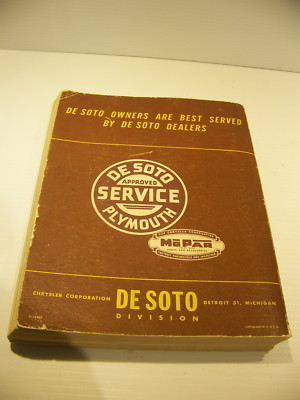 DE SOTO OWNERS ARE BEST SERVED
BY DE SOTO DEALERS
DE SOTO
APPROVED
SERVICE
PLYMOUTH
MOPAR
CHRYSLER CORPORATION DE SOTO DETROIT 31, MICHIGAN
DIVISION